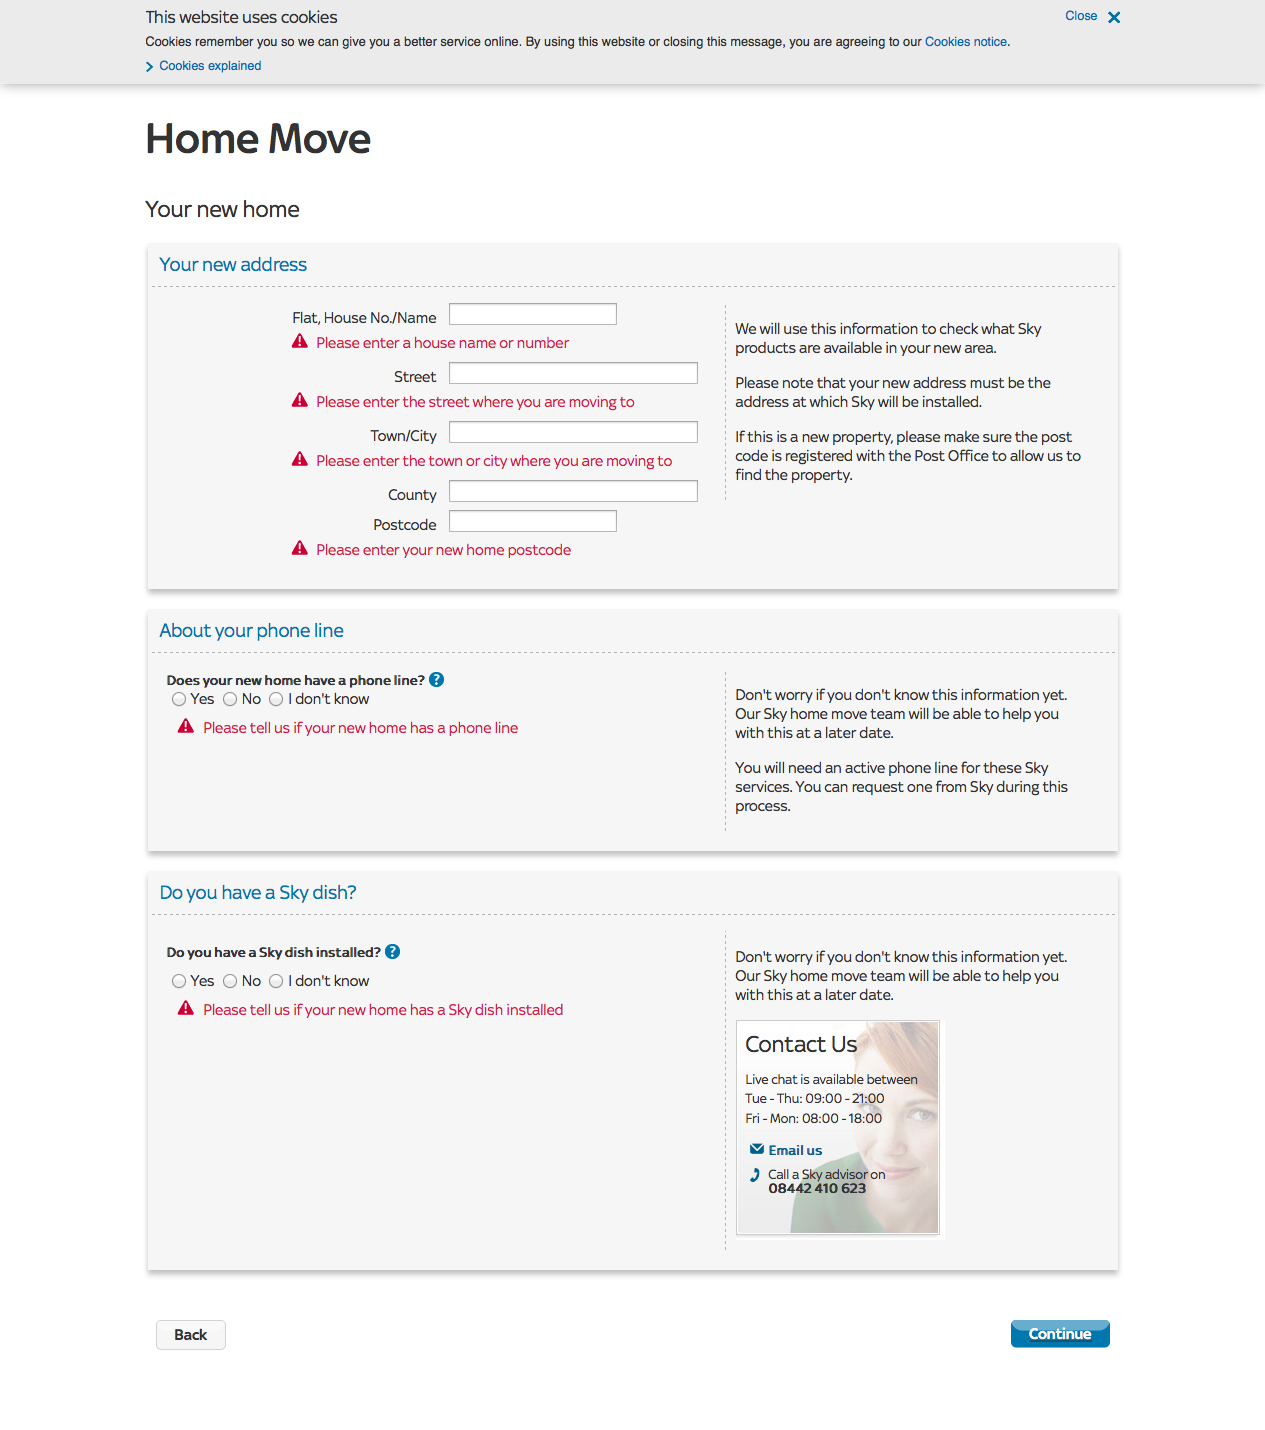 This website uses cookies
Close
Cookies remember you so we can give you a better service online. By using this website or closing this message, you are agreeing to our Cookies notice.
Cookies explained
Home Move
Your new home
Your new address
Flat, House No./Name
Please enter a house name or number
Street
Please enter the street where you are moving to
Town/City
Please enter the town or city where you are moving to
County
Postcode
Please enter your new home postcode
We will use this information to check what Sky
products are available in your new area.
Please note that your new address must be the
address at which Sky will be installed.
If this is a new property, please make sure the post
code is registered with the Post Office to allow us to
find the property.
About your phone line
Does your new home have a phone line? ?
Yes No I don't know
Please tell us if your new home has a phone line
Don't worry if you don't know this information yet.
Our Sky home move team will be able to help you
with this at a later date.
You will need an active phone line for these Sky
services. You can request one from Sky during this
process.
Do you have a Sky dish?
Do you have a Sky dish installed? ?
Yes No I don't know
Please tell us if your new home has a Sky dish installed
Don't worry if you don't know this information yet.
Our Sky home move team will be able to help you
with this at a later date.
Contact Us
Live chat is available between
Tue - Thu: 09:00 - 21:00
Fri - Mon: 08:00 - 18:00
Email us
Call a Sky advisor on
08442 410 623
Back
Continue